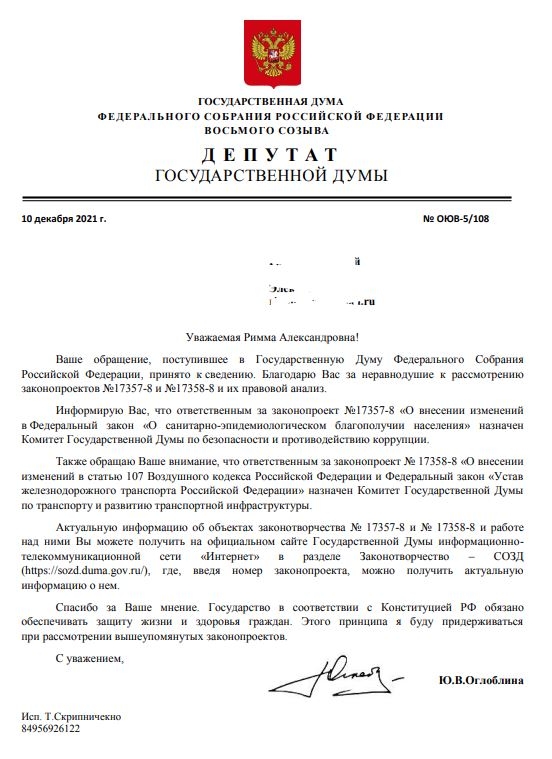 ГОСУДАРСТВЕННАЯ ДУМА
ФЕДЕРАЛЬНОГО СОБРАНИЯ РОССИЙСКОЙ ФЕДЕРАЦИИ
ВОСЬМОГО СОЗЫВА
ДЕПУТАТ
ГОСУДАРСТВЕННОЙ ДУМЫ
10 декабря 2021 г. № ОЮВ-5/108
й
.ru
Уважаемая Римма Александровна!
Ваше обращение, поступившее в Государственную Думу Федерального Собрания
Российской Федерации, принято к сведению. Благодарю Вас за неравнодушие к рассмотрению
законопроектов №17357-8 и №17358-8 и их правовой анализ.
Информирую Вас, что ответственным за законопроект №17357-8 «О внесении изменений
в Федеральный закон «О санитарно-эпидемиологическом благополучии населения» назначен
Комитет Государственной Думы по безопасности и противодействию коррупции.
Также обращаю Ваше внимание, что ответственным за законопроект № 17358-8 «О внесении
изменений в статью 107 Воздушного кодекса Российской Федерации и Федеральный закон «Устав
железнодорожного транспорта Российской Федерации» назначен Комитет Государственной Думы
по транспорту и развитию транспортной инфраструктуры.
Актуальную информацию об объектах законотворчества № 17357-8 и № 17358-8 и работе
над ними Вы можете получить на официальном сайте Государственной Думы информационно-
телекоммуникационной сети «Интернет» в разделе Законотворчество – СОЗД
(https://sozd.duma.gov.ru/), где, введя номер законопроекта, можно получить актуальную
информацию о нем.
Спасибо за Ваше мнение. Государство в соответствии с Конституцией РФ обязано
обеспечивать защиту жизни и здоровья граждан. Этого принципа я буду придерживаться
при рассмотрении вышеупомянутых законопроектов.
С уважением,
Ю.В.Оглоблина
Исп. Т.Скрипничекно
84956926122